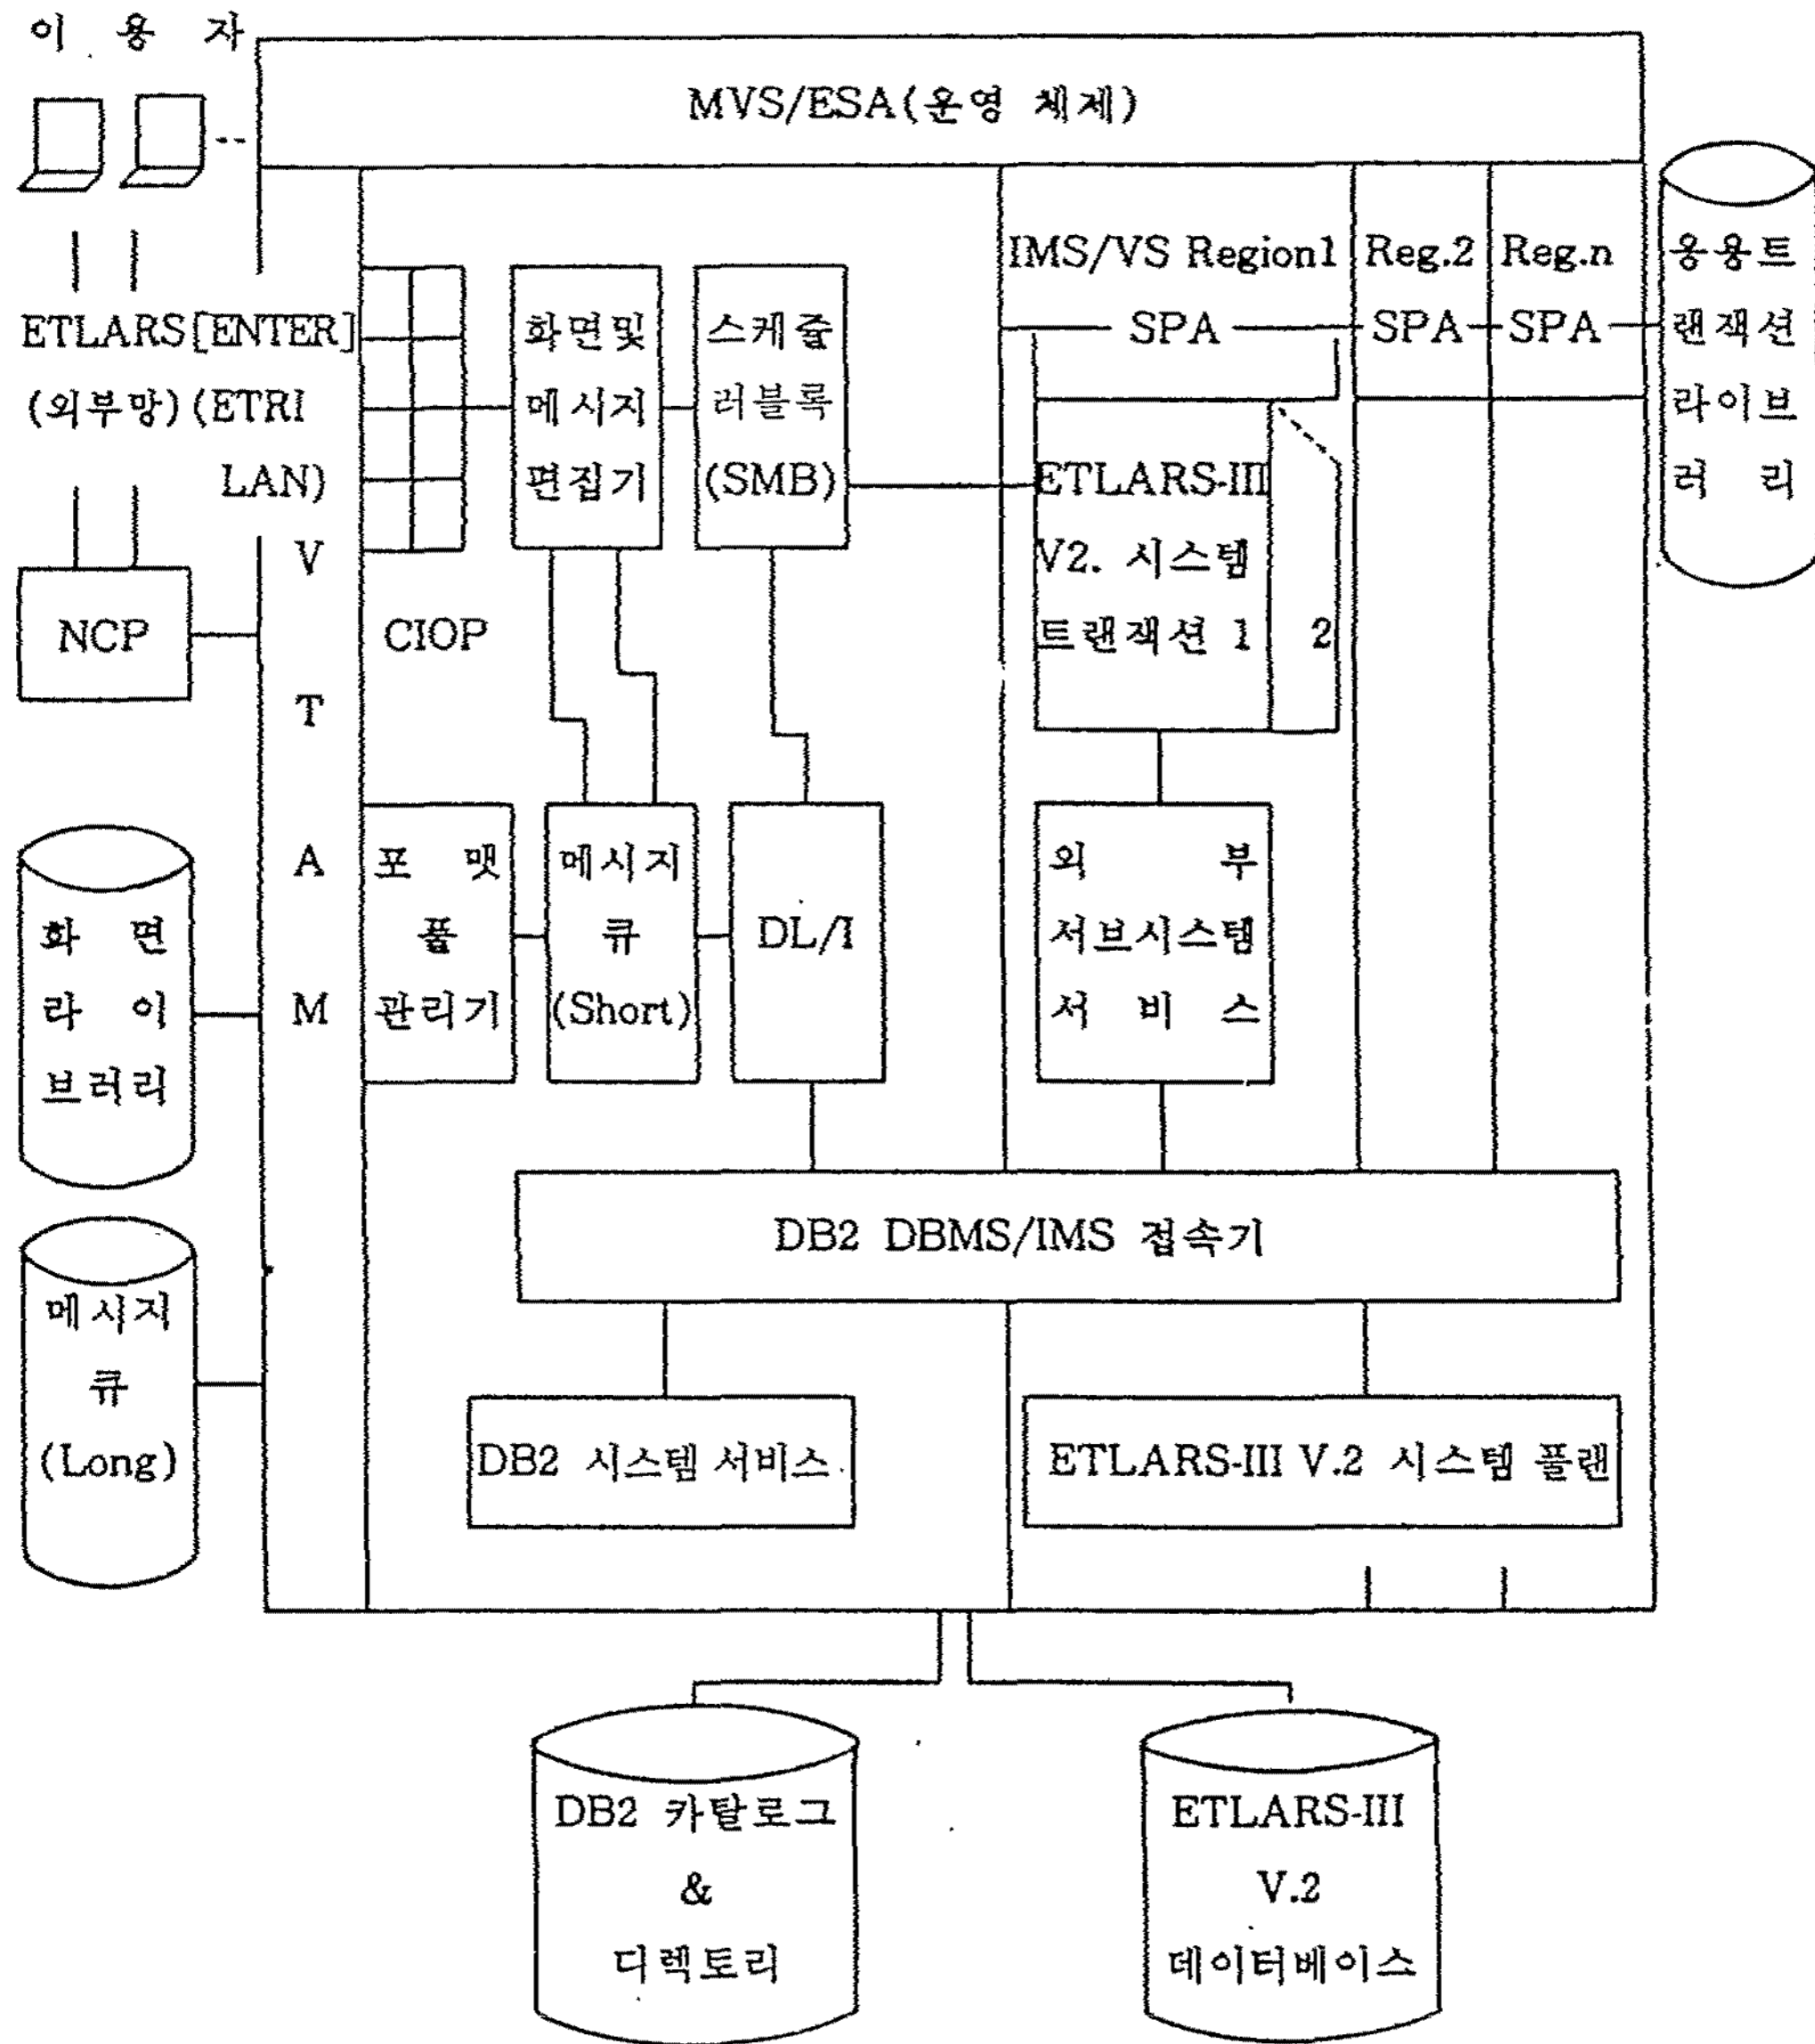 이 용 자
MVS/ESA(운영 체제)
IMS/VS Region1
Reg.2
Reg.n
SPA
SPA
SPA
응용트
랜잭션
라이브
러 리
ETLARS[ENTER]
(외부망)(ETRI
LAN)
화면및
메시지
편집기
스케쥴
러블록
(SMB)
ETLARS-III
V2. 시스템
트랜잭션 1
2
NCP
V
T
A
M
CIOP
화 면
라 이
브러리
포 맷
풀
관리기
메시지
큐
(Short)
DL/I
외 부
서브시스템
서 비 스
메시지
큐
(Long)
DB2 DBMS/IMS 접속기
DB2 시스템 서비스
ETLARS-III V.2 시스템 플랜
DB2 카탈로그
&
디렉토리
ETLARS-III
V.2
데이터베이스